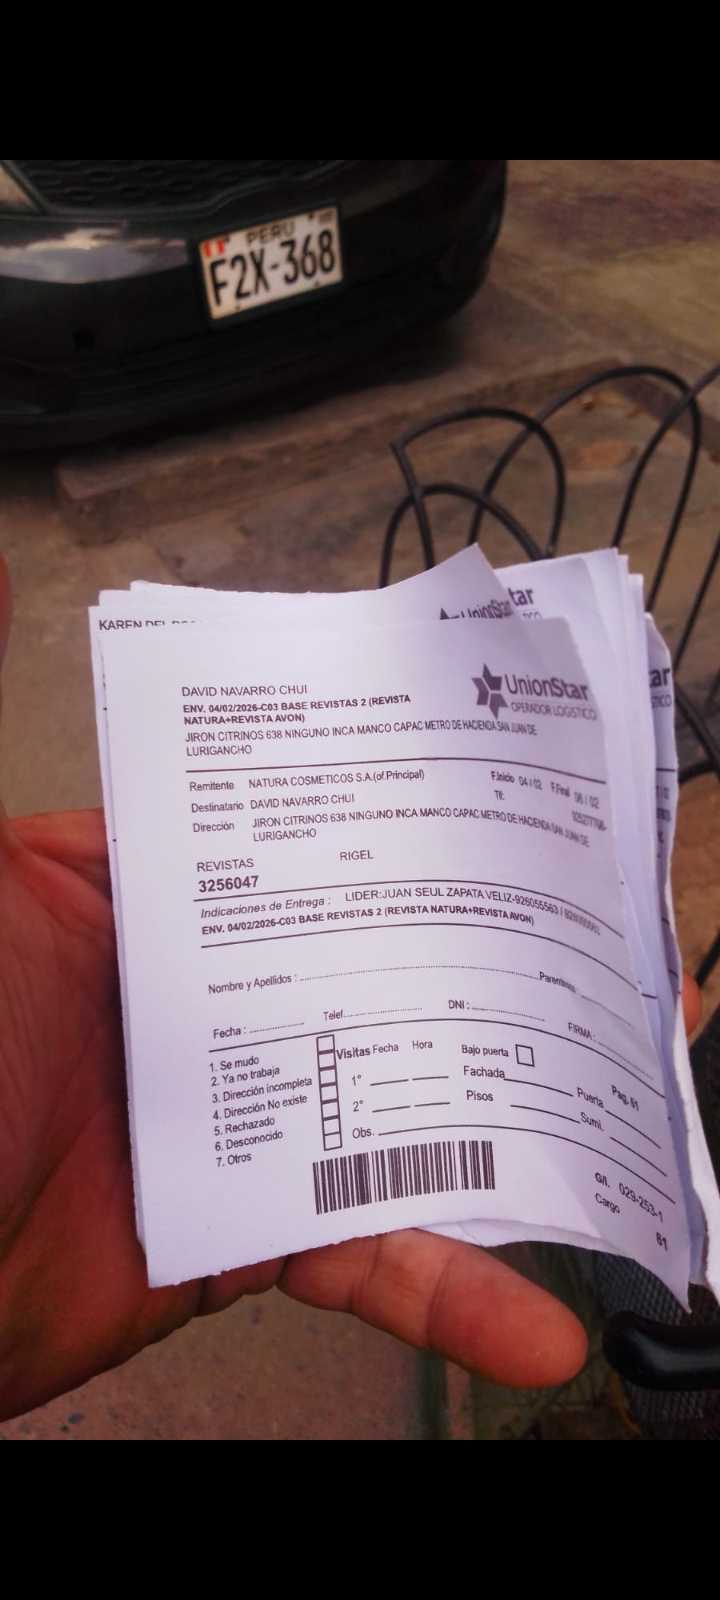 PERU
F2X-368
KAREN DEL
UnionStar
DAVID NAVARRO CHUI
UnionStar
OPERADOR LOGISTICO
ENV. 04/02/2026-C03 BASE REVISTAS 2 (REVISTA
NATURA+REVISTA AVON)
JIRON CITRINOS 638 NINGUNO INCA MANCO CAPAC METRO DE HACIENDA SAN JUAN DE
LURIGANCHO
Remitente NATURA COSMETICOS S.A.(of.Principal) F.Inicio 04 / 02 F.Final 06 / 02
Destinatario DAVID NAVARRO CHUI Tlf:
Dirección JIRON CITRINOS 638 NINGUNO INCA MANCO CAPAC METRO DE HACIENDA SAN JUAN DE
LURIGANCHO
REVISTAS RIGEL
3256047
Indicaciones de Entrega : LIDER:JUAN SEUL ZAPATA VELIZ-926055563 /
ENV. 04/02/2026-C03 BASE REVISTAS 2 (REVISTA NATURA+REVISTA AVON)
Nombre y Apellidos : Parentesco
Fecha : Telef. DNI : FIRMA :
1. Se mudo
2. Ya no trabaja
3. Dirección incompleta
4. Dirección No existe
5. Rechazado
6. Desconocido
7. Otros
Visitas Fecha Hora Bajo puerta
1° Fachada Puerta Pag. 61
2° Pisos Sumi.
Obs.
G/I. 029-253-1
Cargo 61